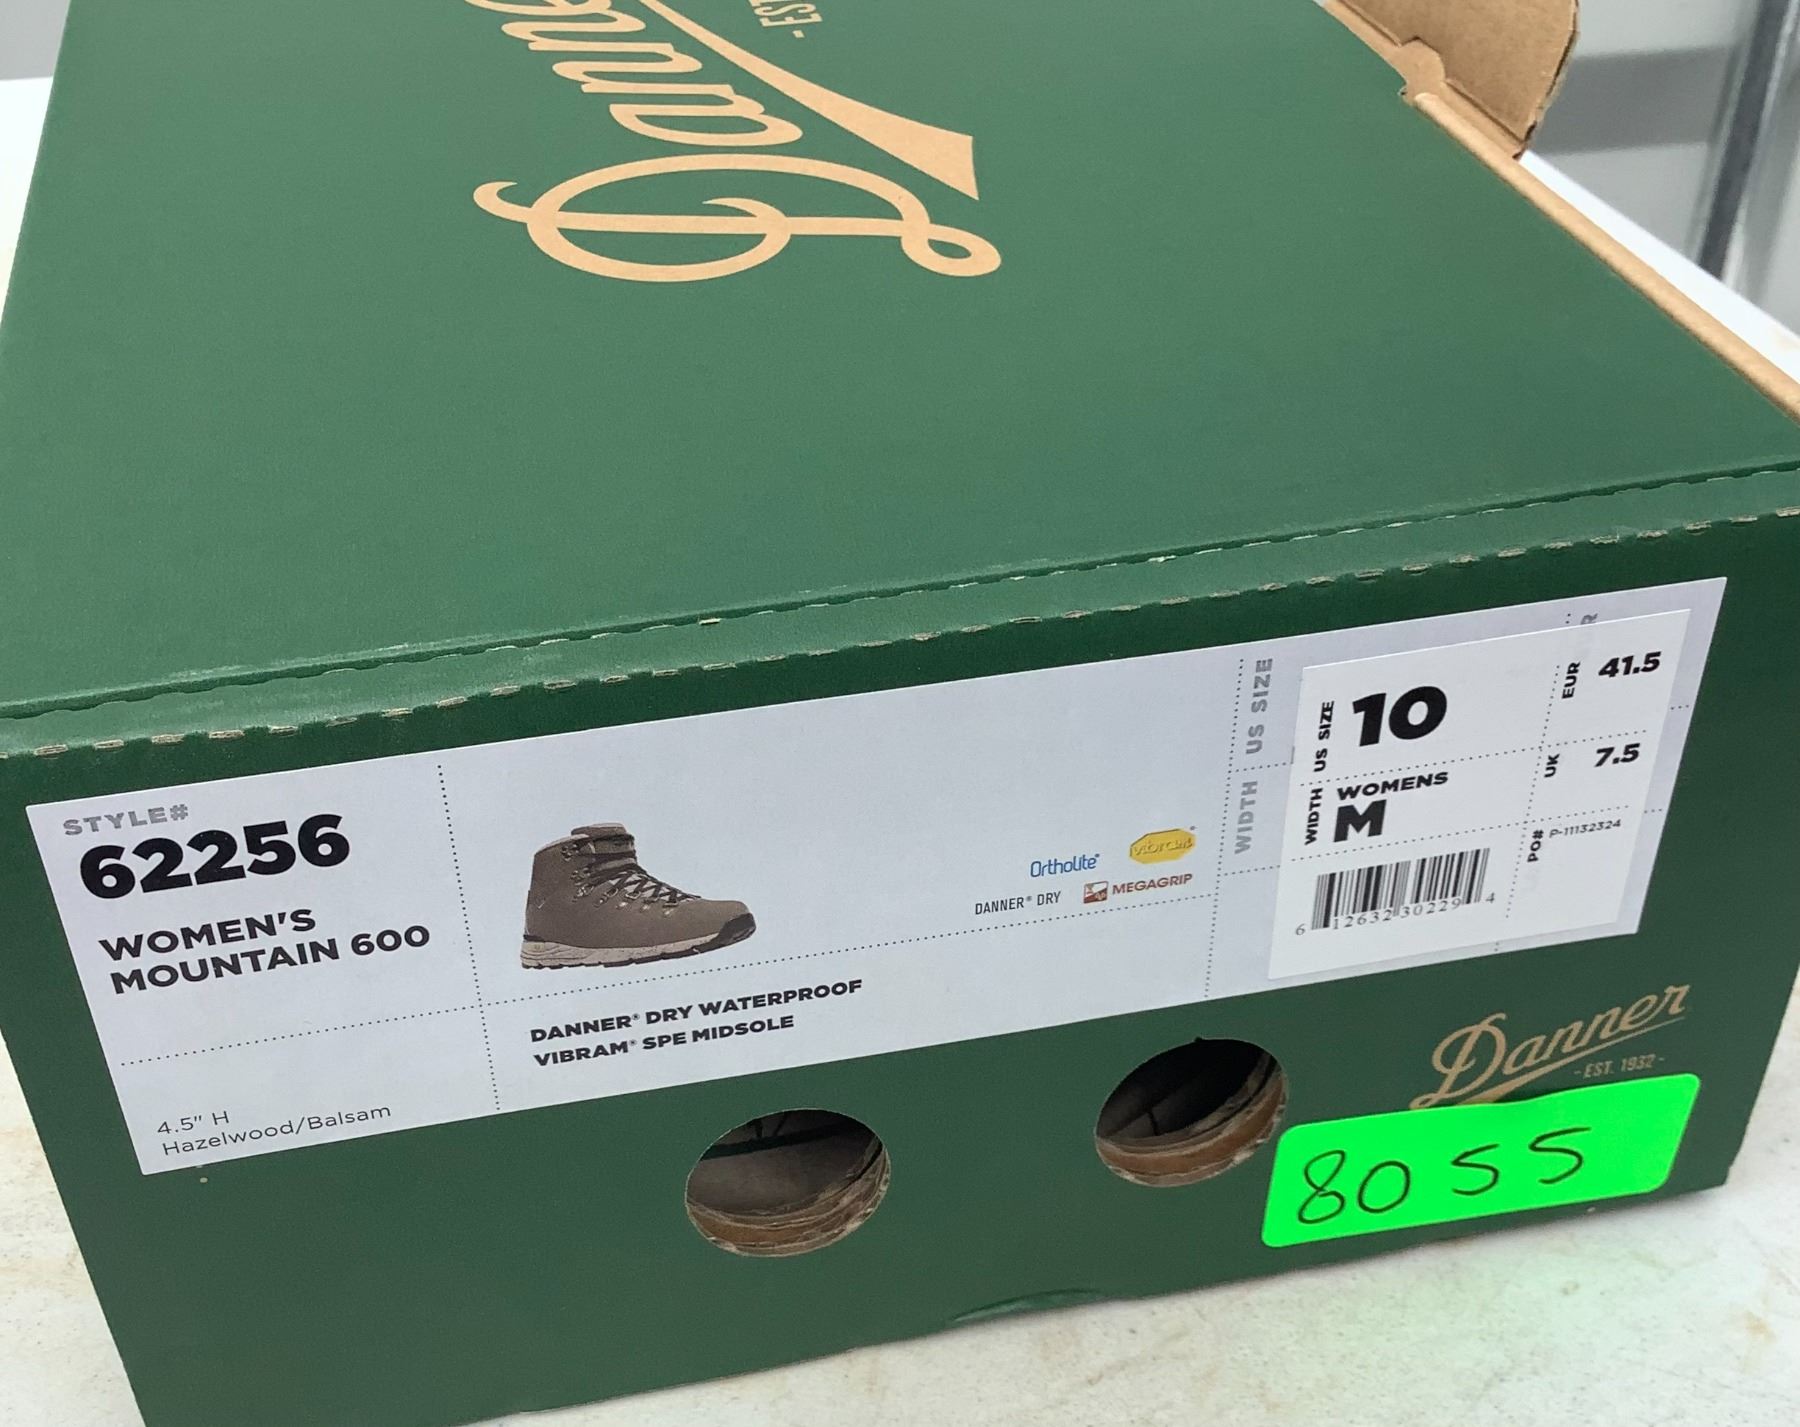 Danner
- EST
STYLE#
62256
WOMEN'S
MOUNTAIN 600
4.5" H
Hazelwood/Balsam
DANNER® DRY WATERPROOF
VIBRAM® SPE MIDSOLE
Ortholite®
vibram®
DANNER® DRY
MEGAGRIP
US SIZE
WIDTH
R
US SIZE 10
EUR 41.5
WIDTH WOMENS
M
UK 7.5
PO# P-11132324
6 12632 30229 4
Danner
- EST. 1932 -
8055